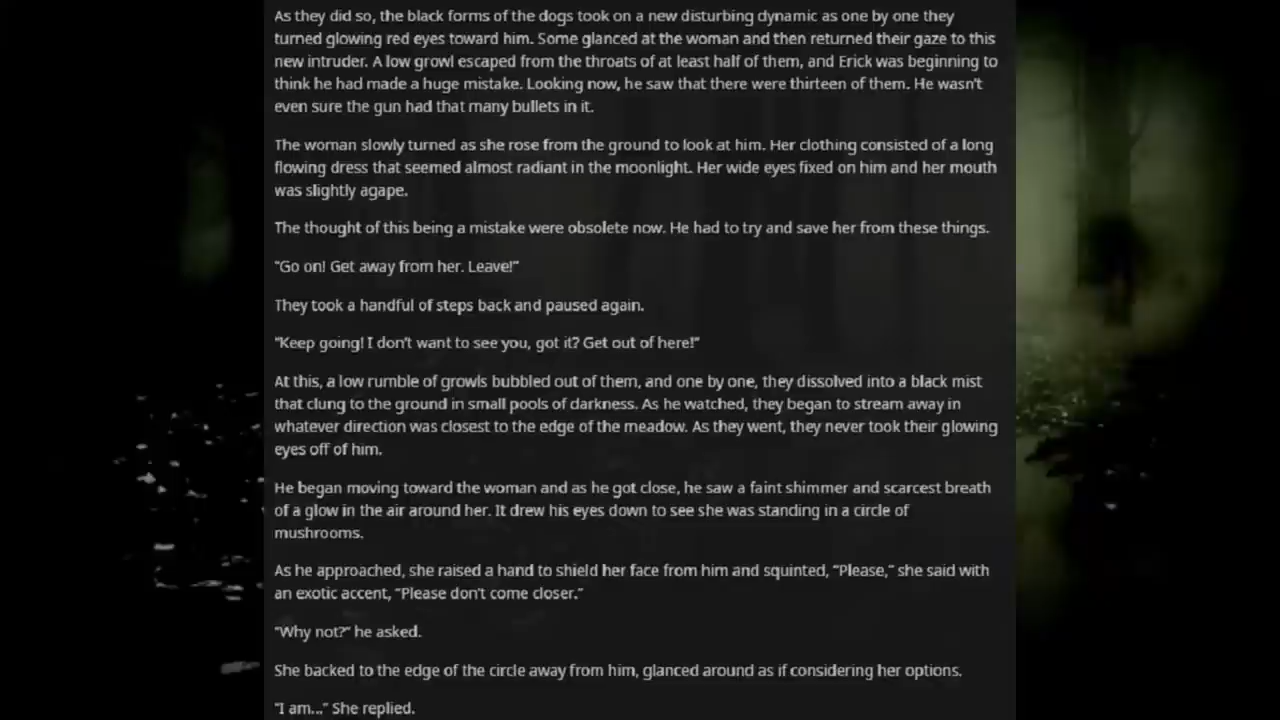 As they did so, the black forms of the dogs took on a new disturbing dynamic as one by one they
turned glowing red eyes toward him. Some glanced at the woman and then returned their gaze to this
new intruder. A low growl escaped from the throats of at least half of them, and Erick was beginning to
think he had made a huge mistake. Looking now, he saw that there were thirteen of them. He wasn't
even sure the gun had that many bullets in it.
The woman slowly turned as she rose from the ground to look at him. Her clothing consisted of a long
flowing dress that seemed almost radiant in the moonlight. Her wide eyes fixed on him and her mouth
was slightly agape.
The thought of this being a mistake were obsolete now. He had to try and save her from these things.
"Go on! Get away from her. Leave!"
They took a handful of steps back and paused again.
"Keep going! I don't want to see you, got it? Get out of here!"
At this, a low rumble of growls bubbled out of them, and one by one, they dissolved into a black mist
that clung to the ground in small pools of darkness. As he watched, they began to stream away in
whatever direction was closest to the edge of the meadow. As they went, they never took their glowing
eyes off of him.
He began moving toward the woman and as he got close, he saw a faint shimmer and scarcest breath
of a glow in the air around her. It drew his eyes down to see she was standing in a circle of
mushrooms.
As he approached, she raised a hand to shield her face from him and squinted, "Please," she said with
an exotic accent, "Please don't come closer."
"Why not?" he asked.
She backed to the edge of the circle away from him, glanced around as if considering her options.
"I am..." She replied.